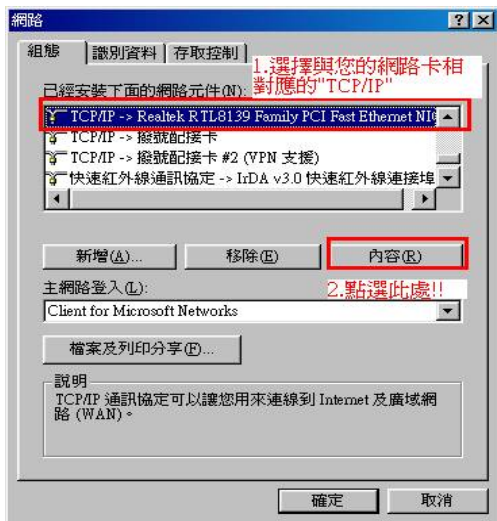 網路
組態
識別資料
存取控制
1.選擇與您的網路卡相
對應的"TCP/IP"
已經安裝下面的網路元件(N):
TCP/IP -> Realtek RTL8139 Family PCI Fast Ethernet NIC
TCP/IP -> 撥號配接卡
TCP/IP -> 撥號配接卡 #2 (VPN 支援)
快速紅外線通訊協定 -> IrDA v3.0 快速紅外線連接埠
新增(A)...
移除(E)
內容(R)
主網路登入(L):
2.點選此處!!
Client for Microsoft Networks
檔案及列印分享(F)...
說明
TCP/IP 通訊協定可以讓您用來連線到 Internet 及廣域網
路 (WAN)。
確定
取消